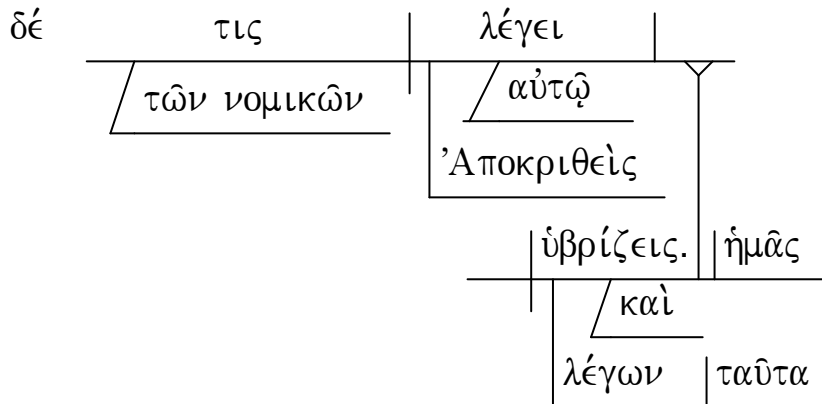 δέ τις λέγει
τῶν νομικῶν αὐτῷ
Ἀποκριθεὶς
ὑβρίζεις. ἡμᾶς
καὶ
λέγων ταῦτα